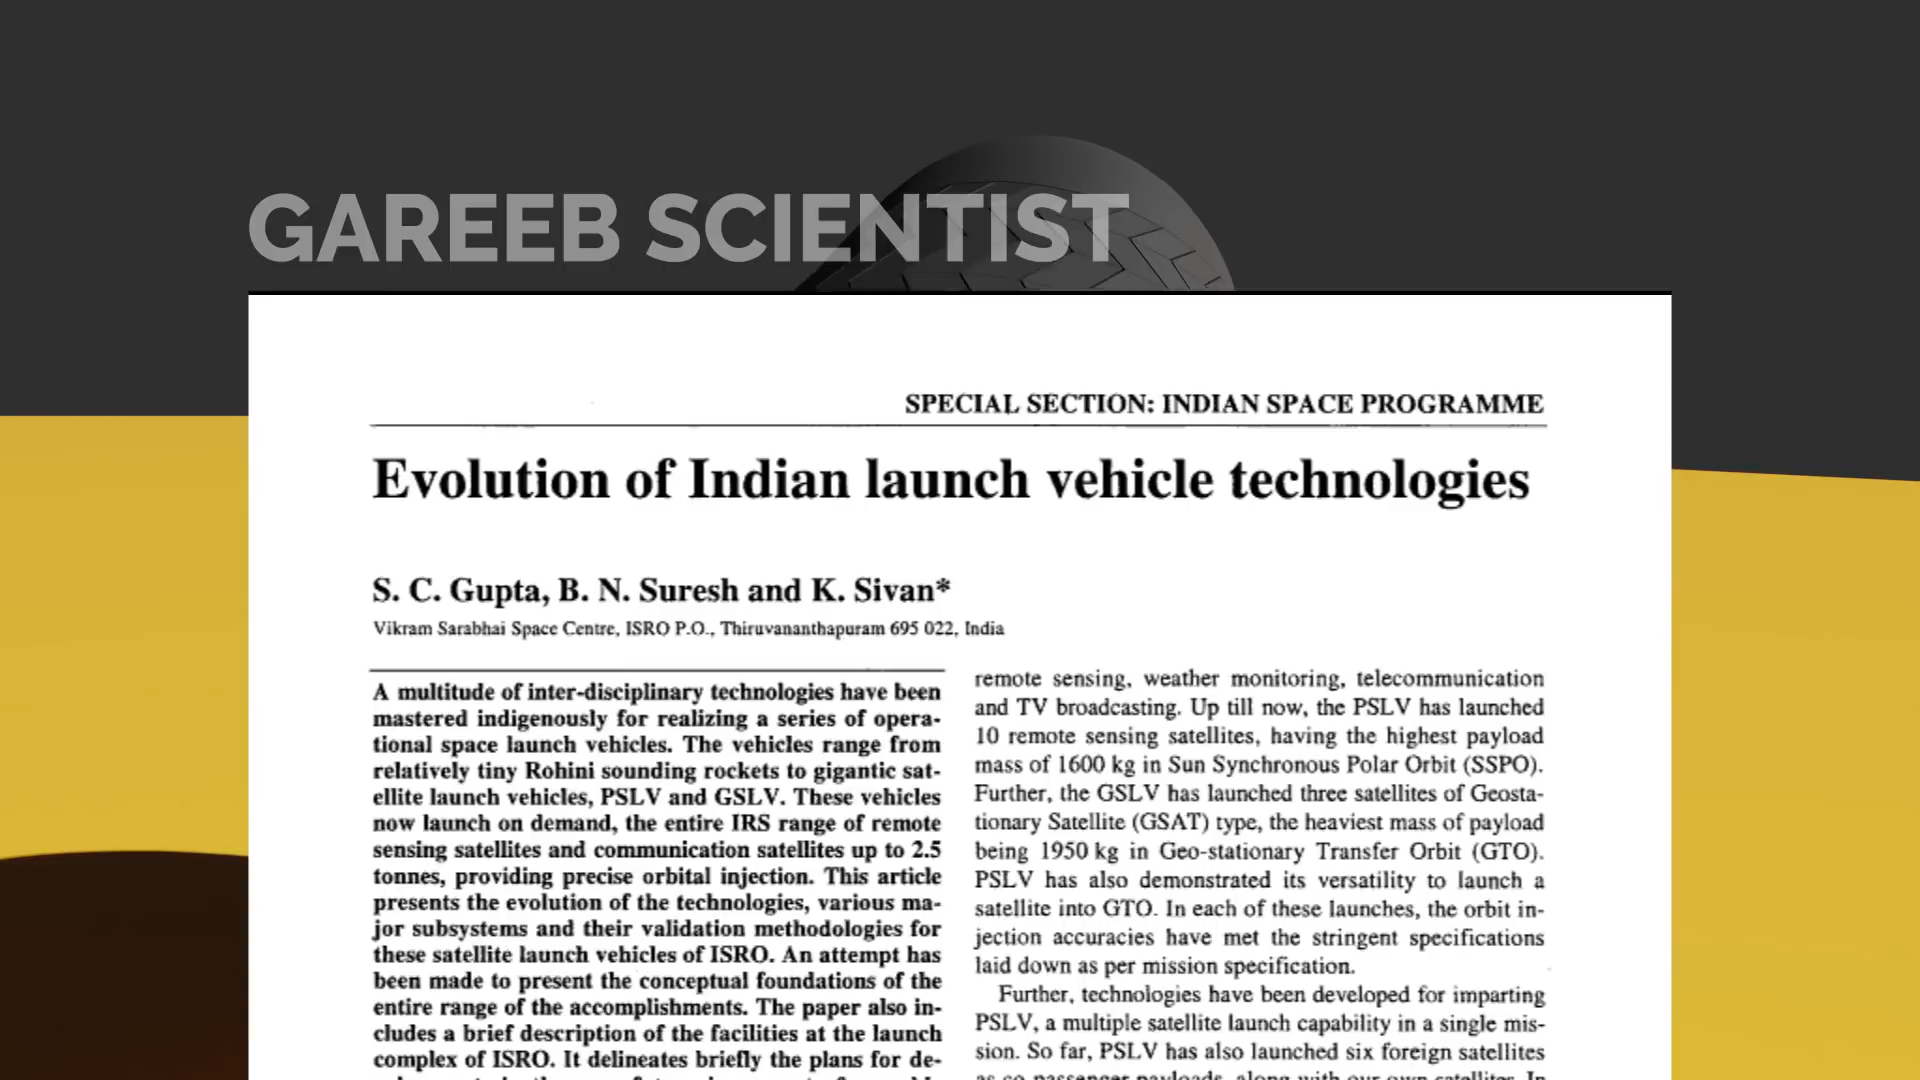 GAREEB SCIENTIST
SPECIAL SECTION: INDIAN SPACE PROGRAMME
Evolution of Indian launch vehicle technologies
S. C. Gupta, B. N. Suresh and K. Sivan*
Vikram Sarabhai Space Centre, ISRO P.O., Thiruvananthapuram 695 022, India
A multitude of inter-disciplinary technologies have been
mastered indigenously for realizing a series of opera-
tional space launch vehicles. The vehicles range from
relatively tiny Rohini sounding rockets to gigantic sat-
ellite launch vehicles, PSLV and GSLV. These vehicles
now launch on demand, the entire IRS range of remote
sensing satellites and communication satellites up to 2.5
tonnes, providing precise orbital injection. This article
presents the evolution of the technologies, various ma-
jor subsystems and their validation methodologies for
these satellite launch vehicles of ISRO. An attempt has
been made to present the conceptual foundations of the
entire range of the accomplishments. The paper also in-
cludes a brief description of the facilities at the launch
complex of ISRO. It delineates briefly the plans for de-
remote sensing, weather monitoring, telecommunication
and TV broadcasting. Up till now, the PSLV has launched
10 remote sensing satellites, having the highest payload
mass of 1600 kg in Sun Synchronous Polar Orbit (SSPO).
Further, the GSLV has launched three satellites of Geosta-
tionary Satellite (GSAT) type, the heaviest mass of payload
being 1950 kg in Geo-stationary Transfer Orbit (GTO).
PSLV has also demonstrated its versatility to launch a
satellite into GTO. In each of these launches, the orbit in-
jection accuracies have met the stringent specifications
laid down as per mission specification.
Further, technologies have been developed for imparting
PSLV, a multiple satellite launch capability in a single mis-
sion. So far, PSLV has also launched six foreign satellites
as co-passenger payloads, along with our own satellites. In